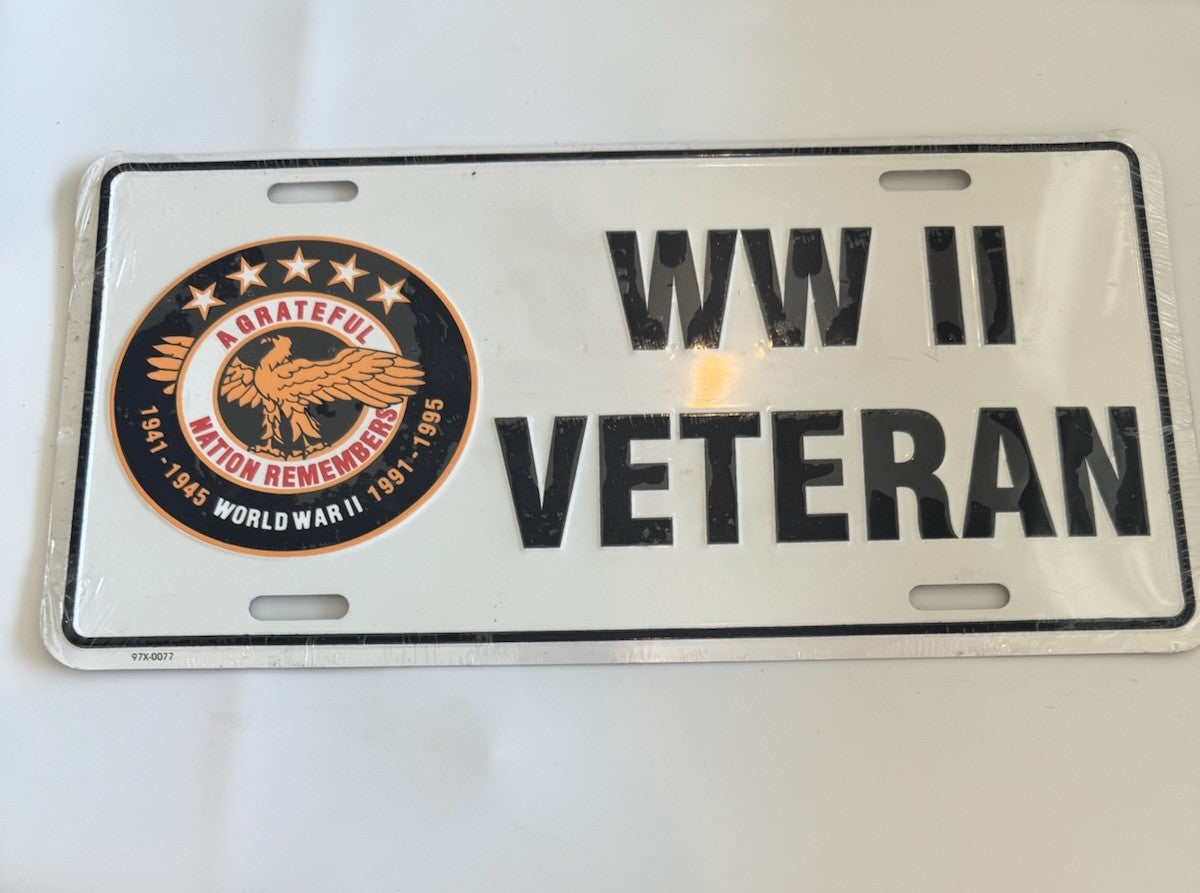 A GRATEFUL
NATION REMEMBERS
1941-1945
WORLD WAR II
1991-1995
WW II
VETERAN
97X-0077